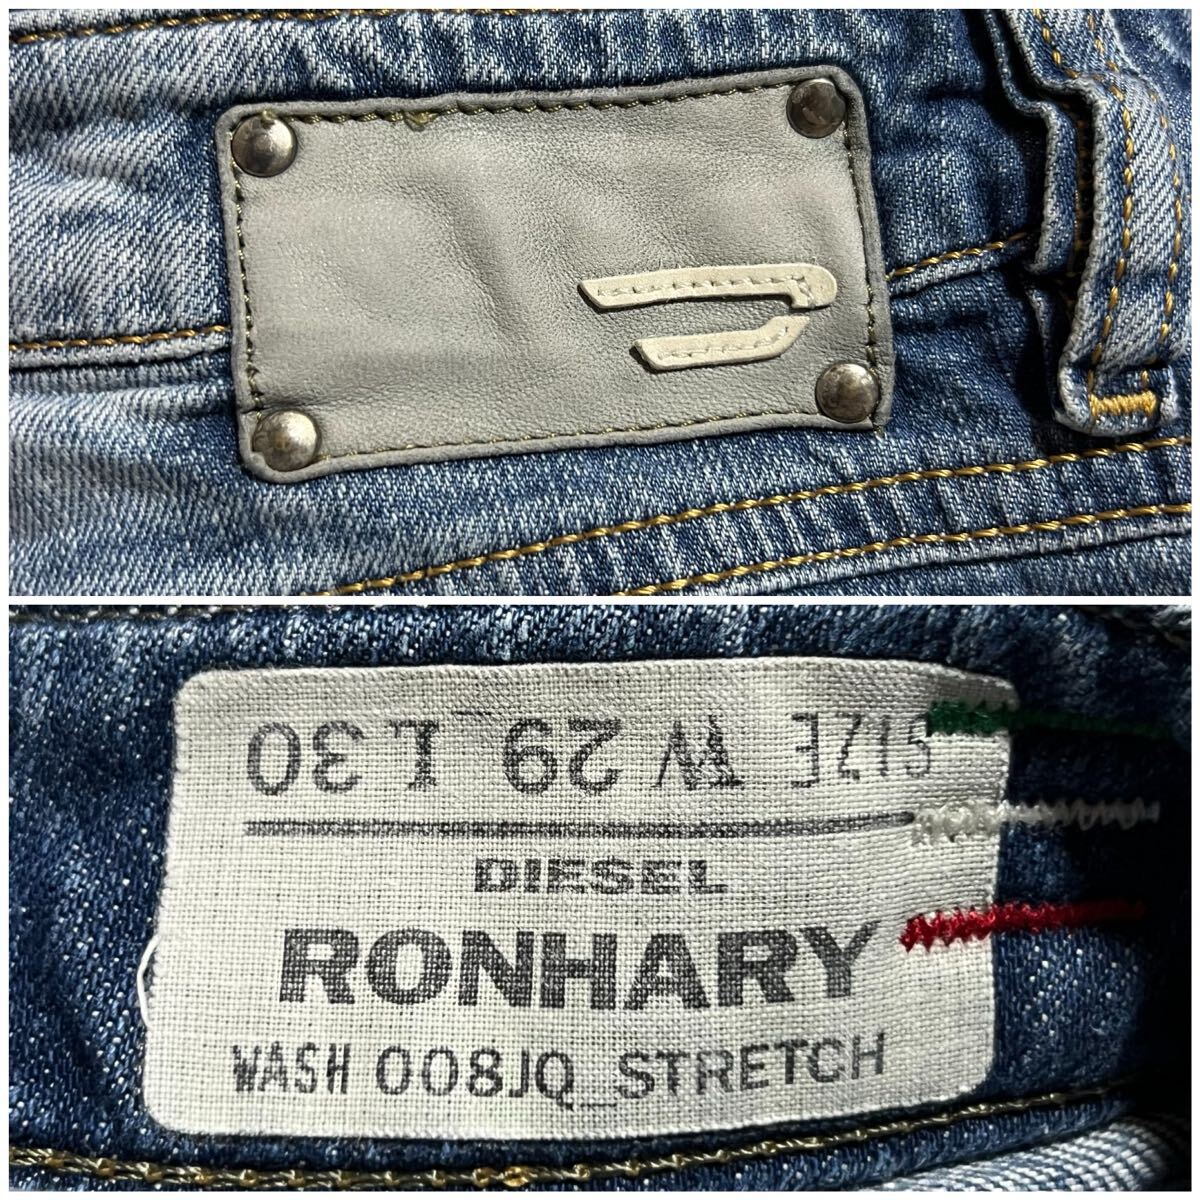 SIZE W 29 L 30
DIESEL
RONHARY
WASH 008JQ_STRETCH